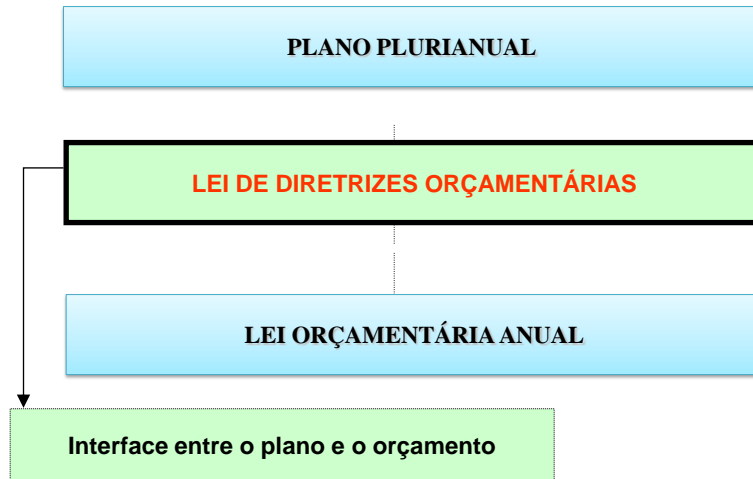 PLANO PLURIANUAL
LEI DE DIRETRIZES ORÇAMENTÁRIAS
LEI ORÇAMENTÁRIA ANUAL
Interface entre o plano e o orçamento